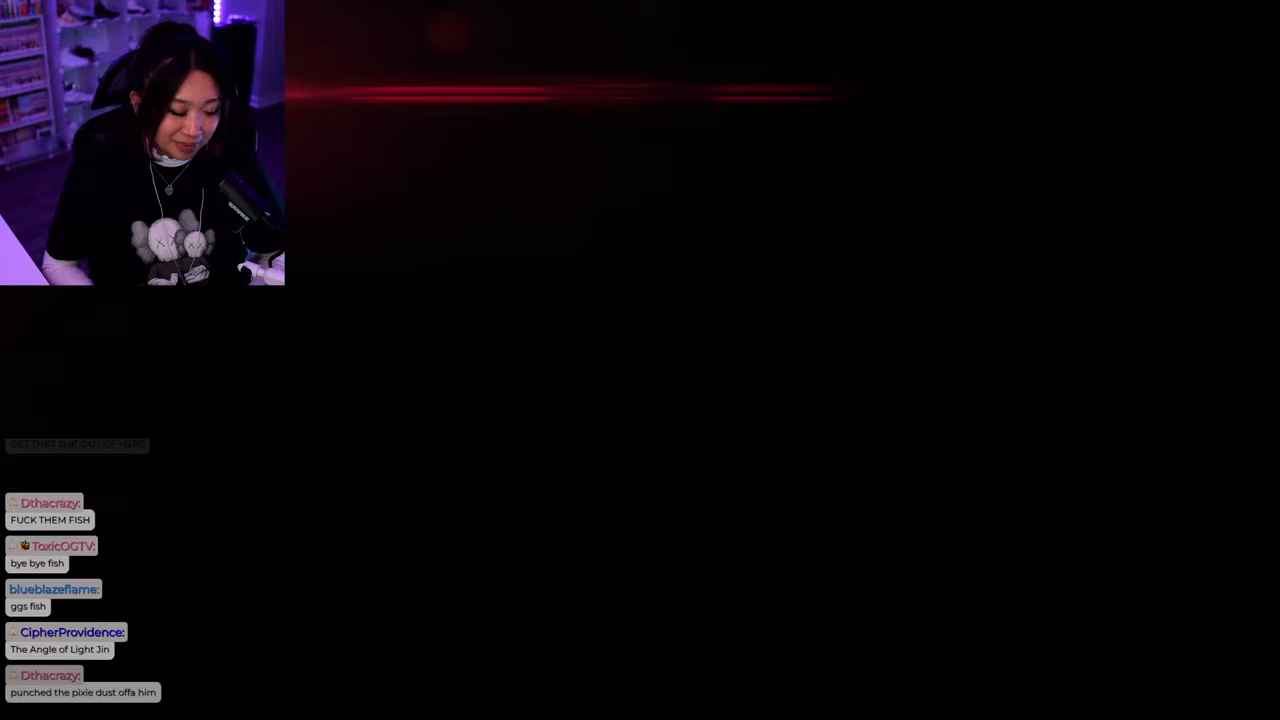 Dthacrazy:
FUCK THEM FISH
ToxicOGTV:
bye bye fish
blueblazeflame:
ggs fish
CipherProvidence:
The Angle of Light Jin
Dthacrazy:
punched the pixie dust offa him